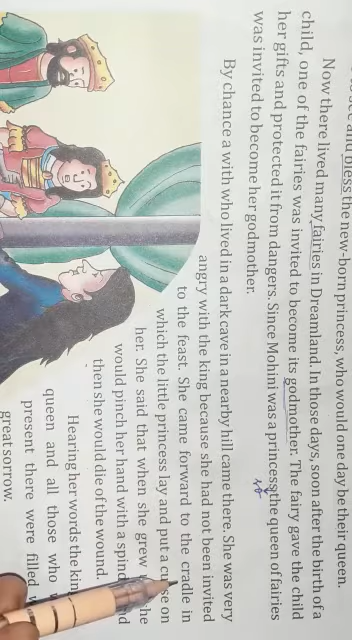 and bless the new-born princess, who would one day be their queen.
Now there lived many fairies in Dreamland. In those days, soon after the birth of a
child, one of the fairies was invited to become its godmother. The fairy gave the child
her gifts and protected it from dangers. Since Mohini was a princess, the queen of fairies
was invited to become her godmother.
By chance a with who lived in a dark cave in a nearby hill came there. She was very
angry with the king because she had not been invited
to the feast. She came forward to the cradle in
which the little princess lay and put a on
her. She said that when she grew she
would pinch her hand with a
then she would die of the wound.
Hearing her words the
queen and all those who
present there were filled
great sorrow.